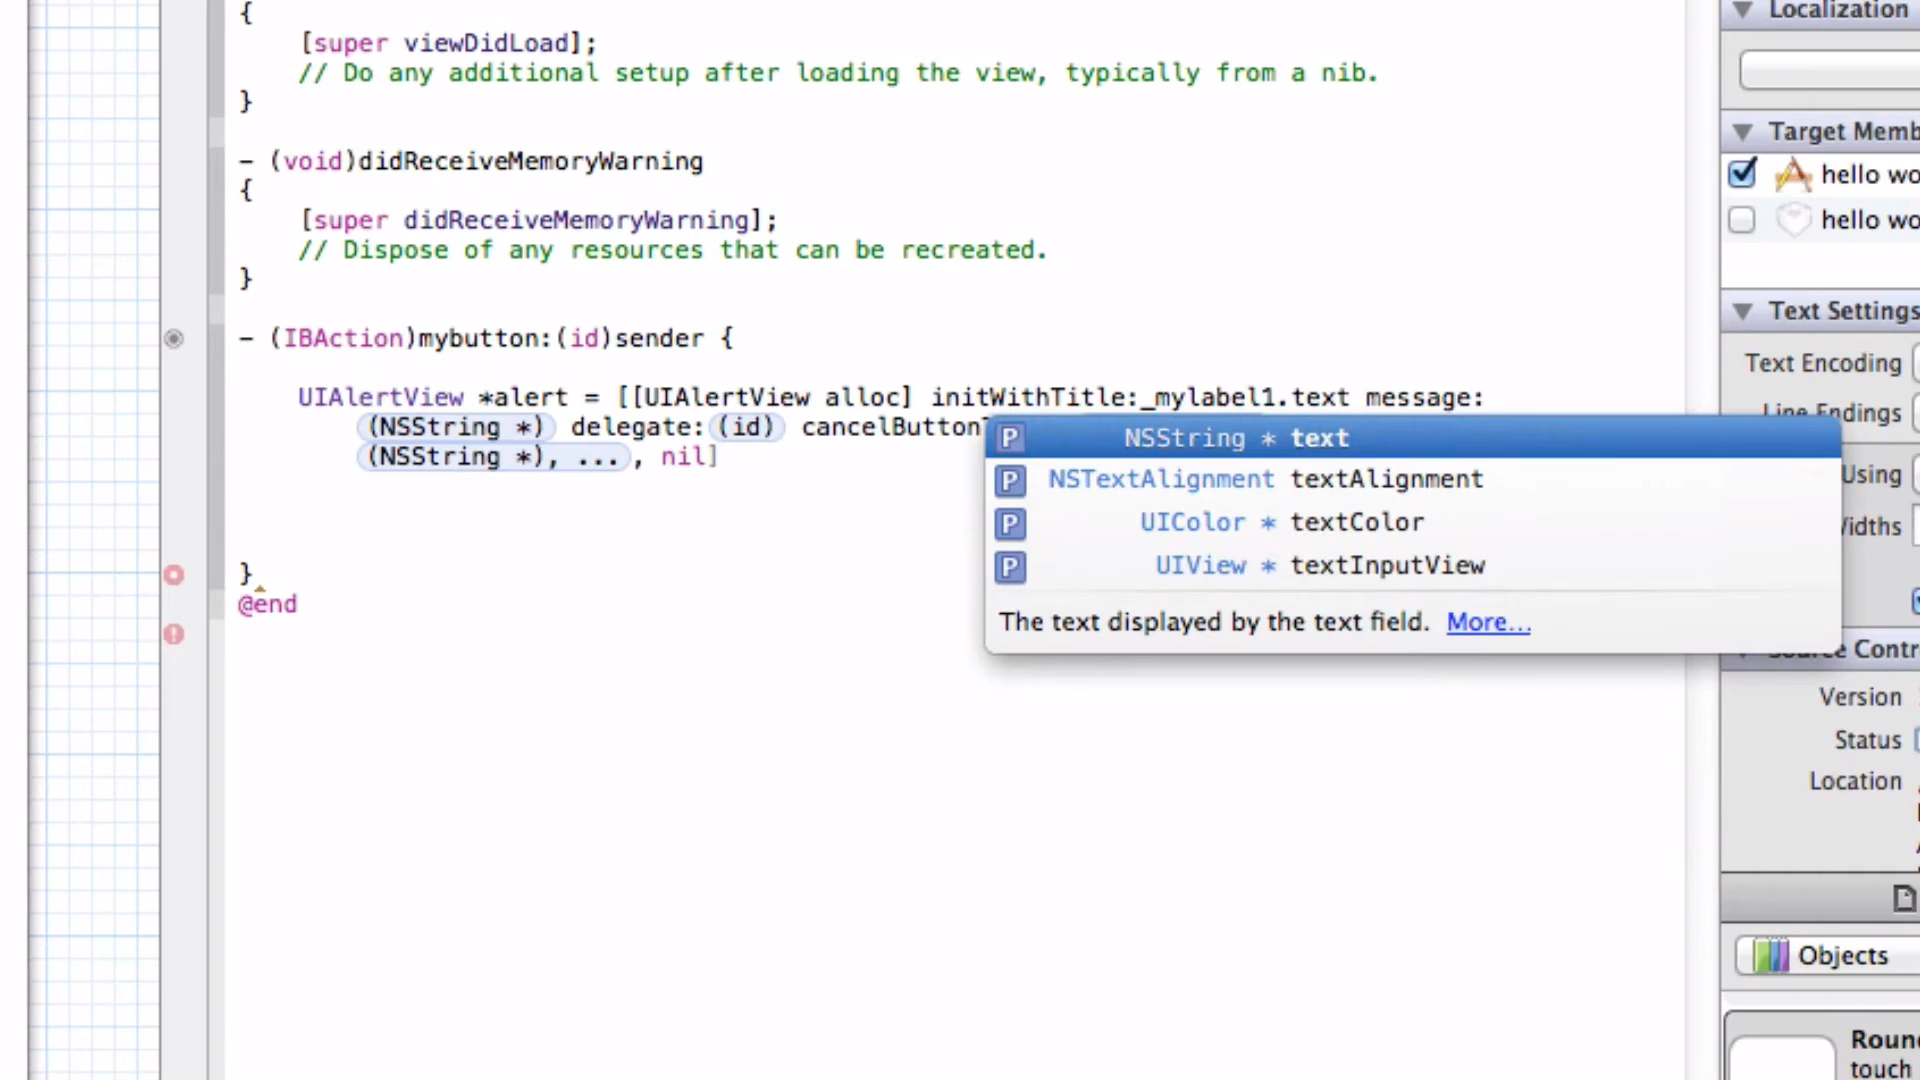 {
[super viewDidLoad];
// Do any additional setup after loading the view, typically from a nib.
}
- (void)didReceiveMemoryWarning
{
[super didReceiveMemoryWarning];
// Dispose of any resources that can be recreated.
}
- (IBAction)mybutton:(id)sender {
UIAlertView *alert = [[UIAlertView alloc] initWithTitle:_mylabel1.text message:
(NSString *) delegate:(id) cancelButton
(NSString *), ..., nil]
}
@end
P NSString * text
P NSTextAlignment textAlignment
P UIColor * textColor
P UIView * textInputView
The text displayed by the text field. More...
Localization
Target Memb
hello wo
hello wo
Text Settings
Text Encoding
Line Endings
Using
Widths
Source Contr
Version
Status
Location
Objects
Roun
touch